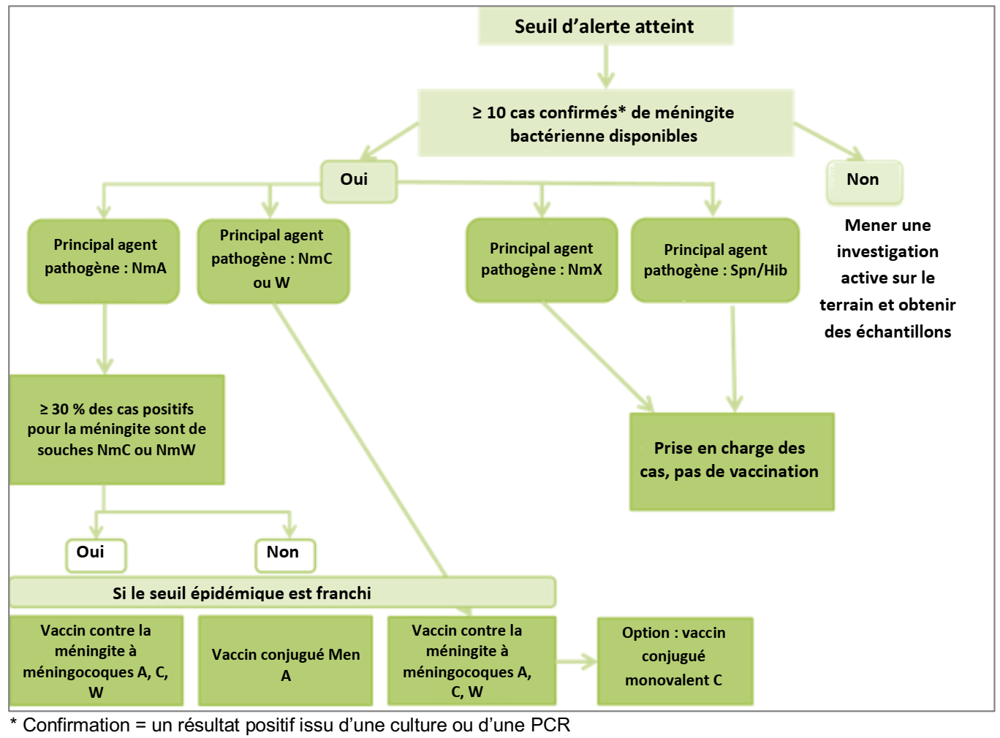 Seuil d’alerte atteint
≥ 10 cas confirmés* de méningite
bactérienne disponibles
Oui
Non
Principal agent
pathogène : NmA
Principal agent
pathogène : NmC
ou W
Principal agent
pathogène : NmX
Principal agent
pathogène : Spn/Hib
Mener une
investigation
active sur le
terrain et obtenir
des échantillons
≥ 30 % des cas positifs
pour la méningite sont de
souches NmC ou NmW
Prise en charge des
cas, pas de vaccination
Oui
Non
Si le seuil épidémique est franchi
Vaccin contre la
méningite à
méningocoques A, C,
W
Vaccin conjugué Men
A
Vaccin contre la
méningite à
méningocoques A,
C, W
Option : vaccin
conjugué
monovalent C
* Confirmation = un résultat positif issu d’une culture ou d’une PCR